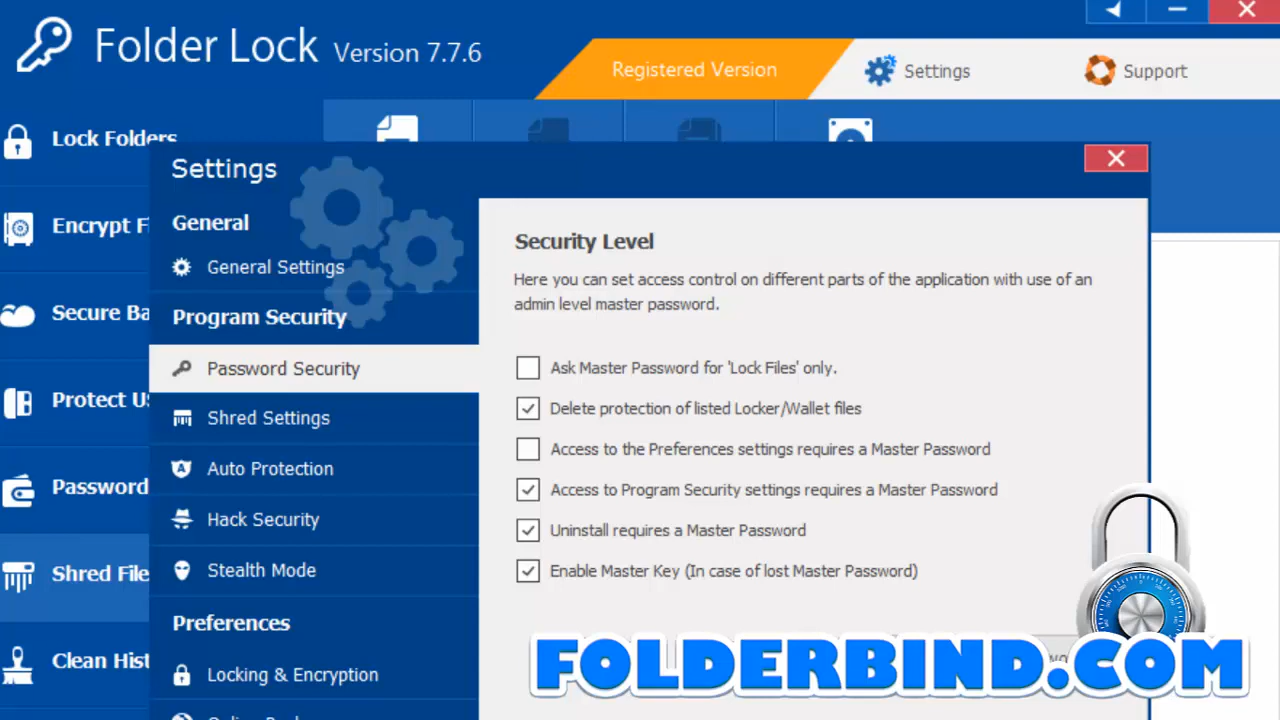 Folder Lock Version 7.7.6
Registered Version
Settings
Support
Lock Folders
Encrypt
Secure
Protect
Password
Shred File
Clean
Settings
General
General Settings
Program Security
Password Security
Shred Settings
Auto Protection
Hack Security
Stealth Mode
Preferences
Locking & Encryption
Security Level
Here you can set access control on different parts of the application with use of an
admin level master password.
Ask Master Password for 'Lock Files' only.
Delete protection of listed Locker/Wallet files
Access to the Preferences settings requires a Master Password
Access to Program Security settings requires a Master Password
Uninstall requires a Master Password
Enable Master Key (In case of lost Master Password)
FOLDERBIND.COM